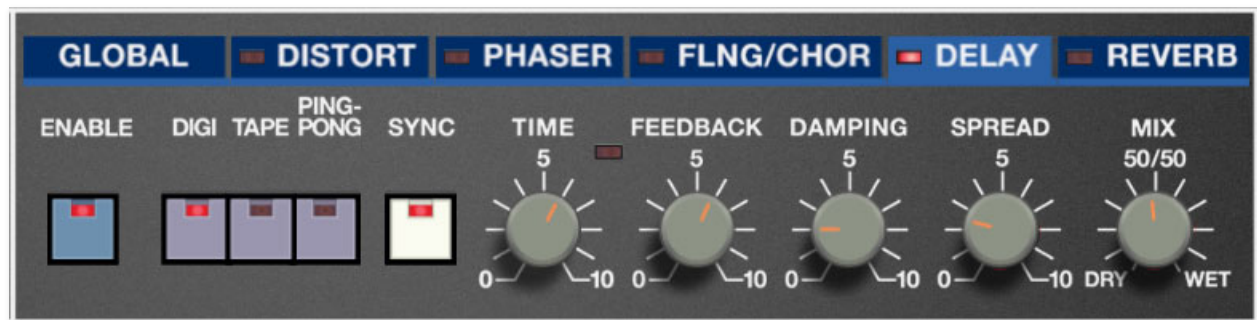 GLOBAL DISTORT PHASER FLNG/CHOR DELAY REVERB
ENABLE DIGI TAPE PING-
PONG SYNC TIME FEEDBACK DAMPING SPREAD MIX
5 5 5 5 50/50
0 10 0 10 0 10 0 10 DRY WET